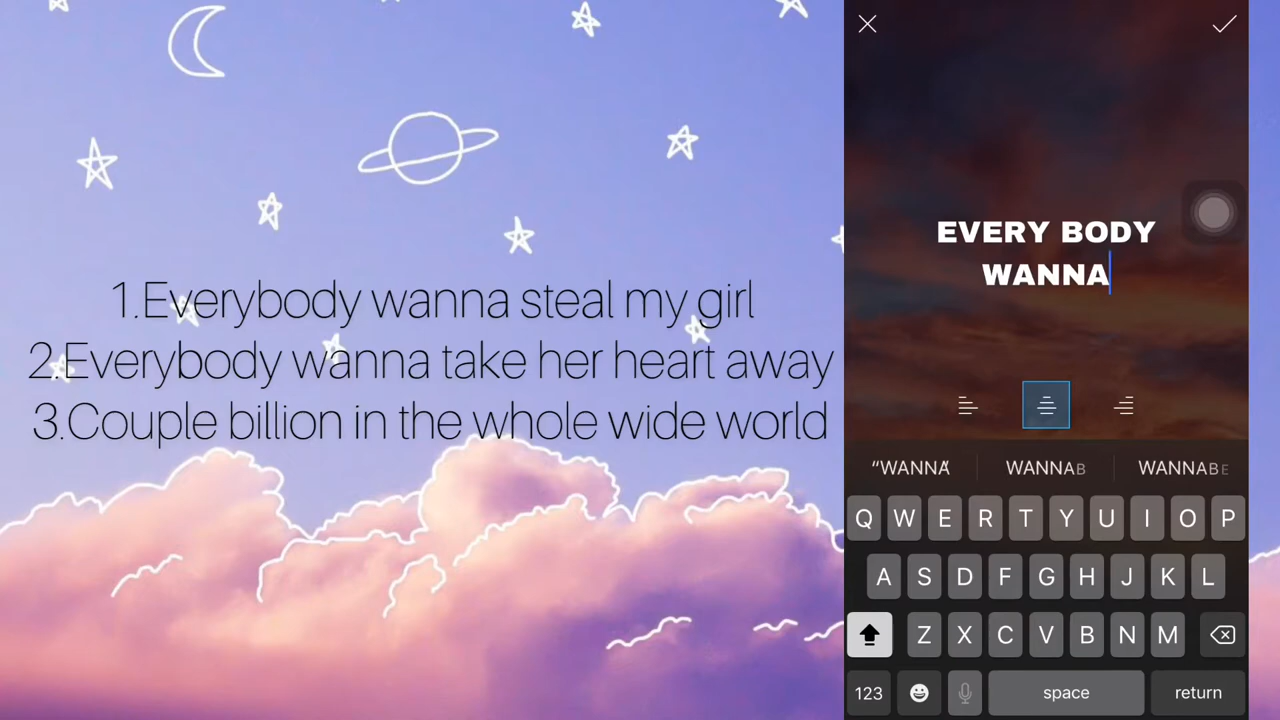 1.Everybody wanna steal my girl
2.Everybody wanna take her heart away
3.Couple billion in the whole wide world
EVERY BODY
WANNA
“WANNA” WANNAB WANNABE
Q W E R T Y U I O P
A S D F G H J K L
Z X C V B N M
123 space return